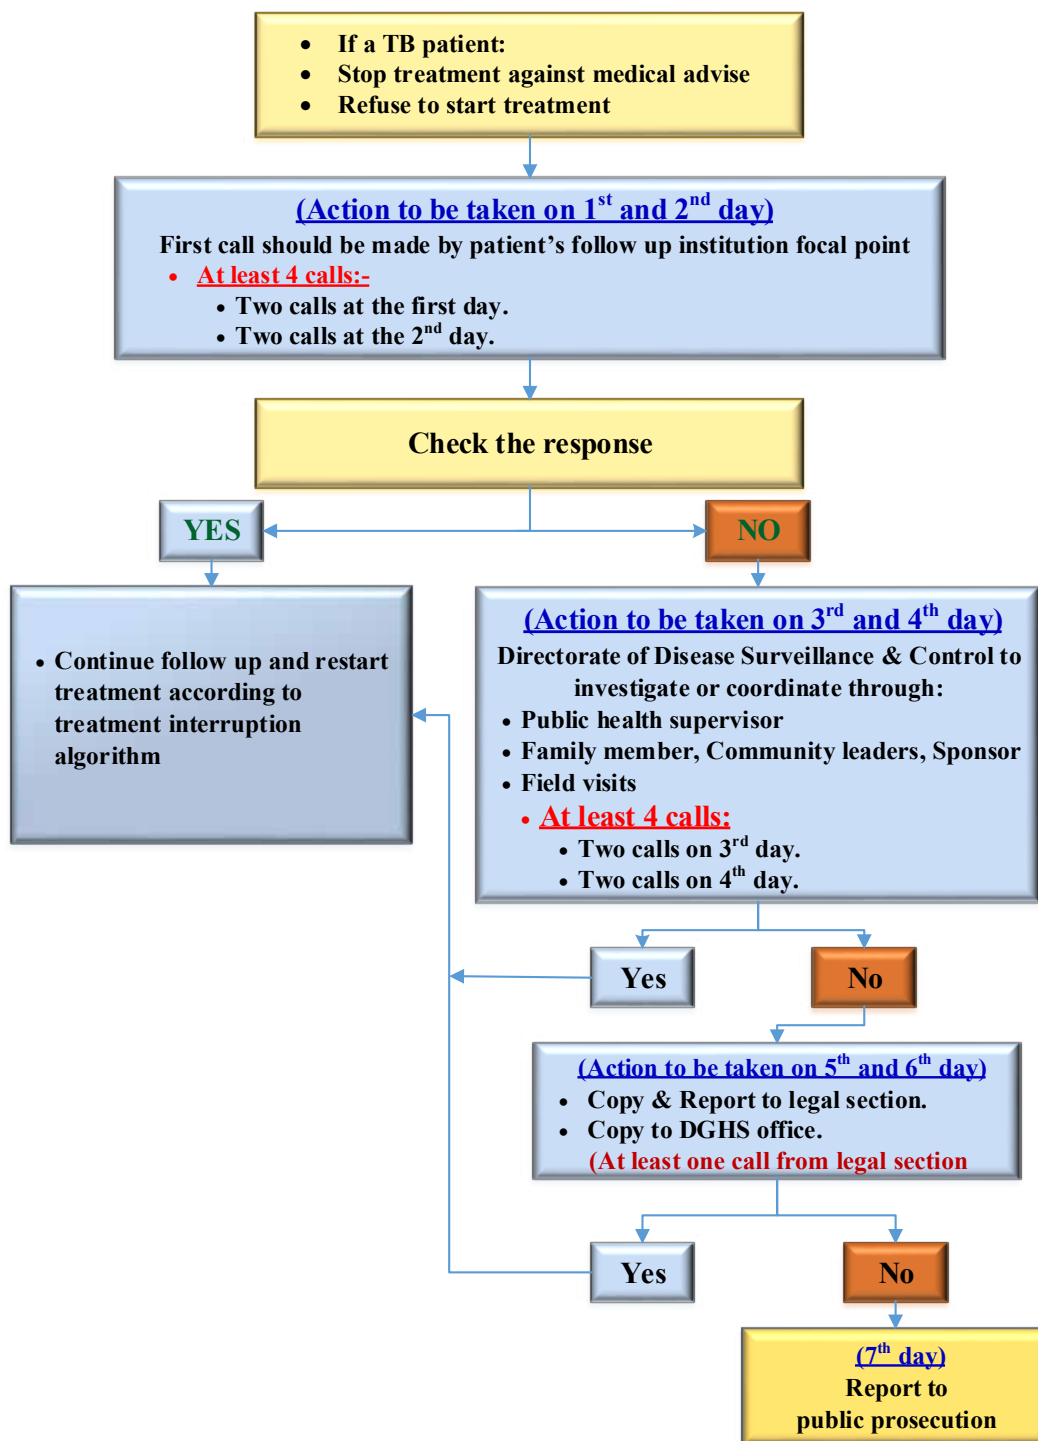 • If a TB patient:
• Stop treatment against medical advise
• Refuse to start treatment
(Action to be taken on 1st and 2nd day)
First call should be made by patient’s follow up institution focal point
• At least 4 calls:-
• Two calls at the first day.
• Two calls at the 2nd day.
Check the response
YES
NO
• Continue follow up and restart
treatment according to
treatment interruption
algorithm
(Action to be taken on 3rd and 4th day)
Directorate of Disease Surveillance & Control to
investigate or coordinate through:
• Public health supervisor
• Family member, Community leaders, Sponsor
• Field visits
• At least 4 calls:
• Two calls on 3rd day.
• Two calls on 4th day.
Yes
No
(Action to be taken on 5th and 6th day)
• Copy & Report to legal section.
• Copy to DGHS office.
(At least one call from legal section
Yes
No
(7th day)
Report to
public prosecution